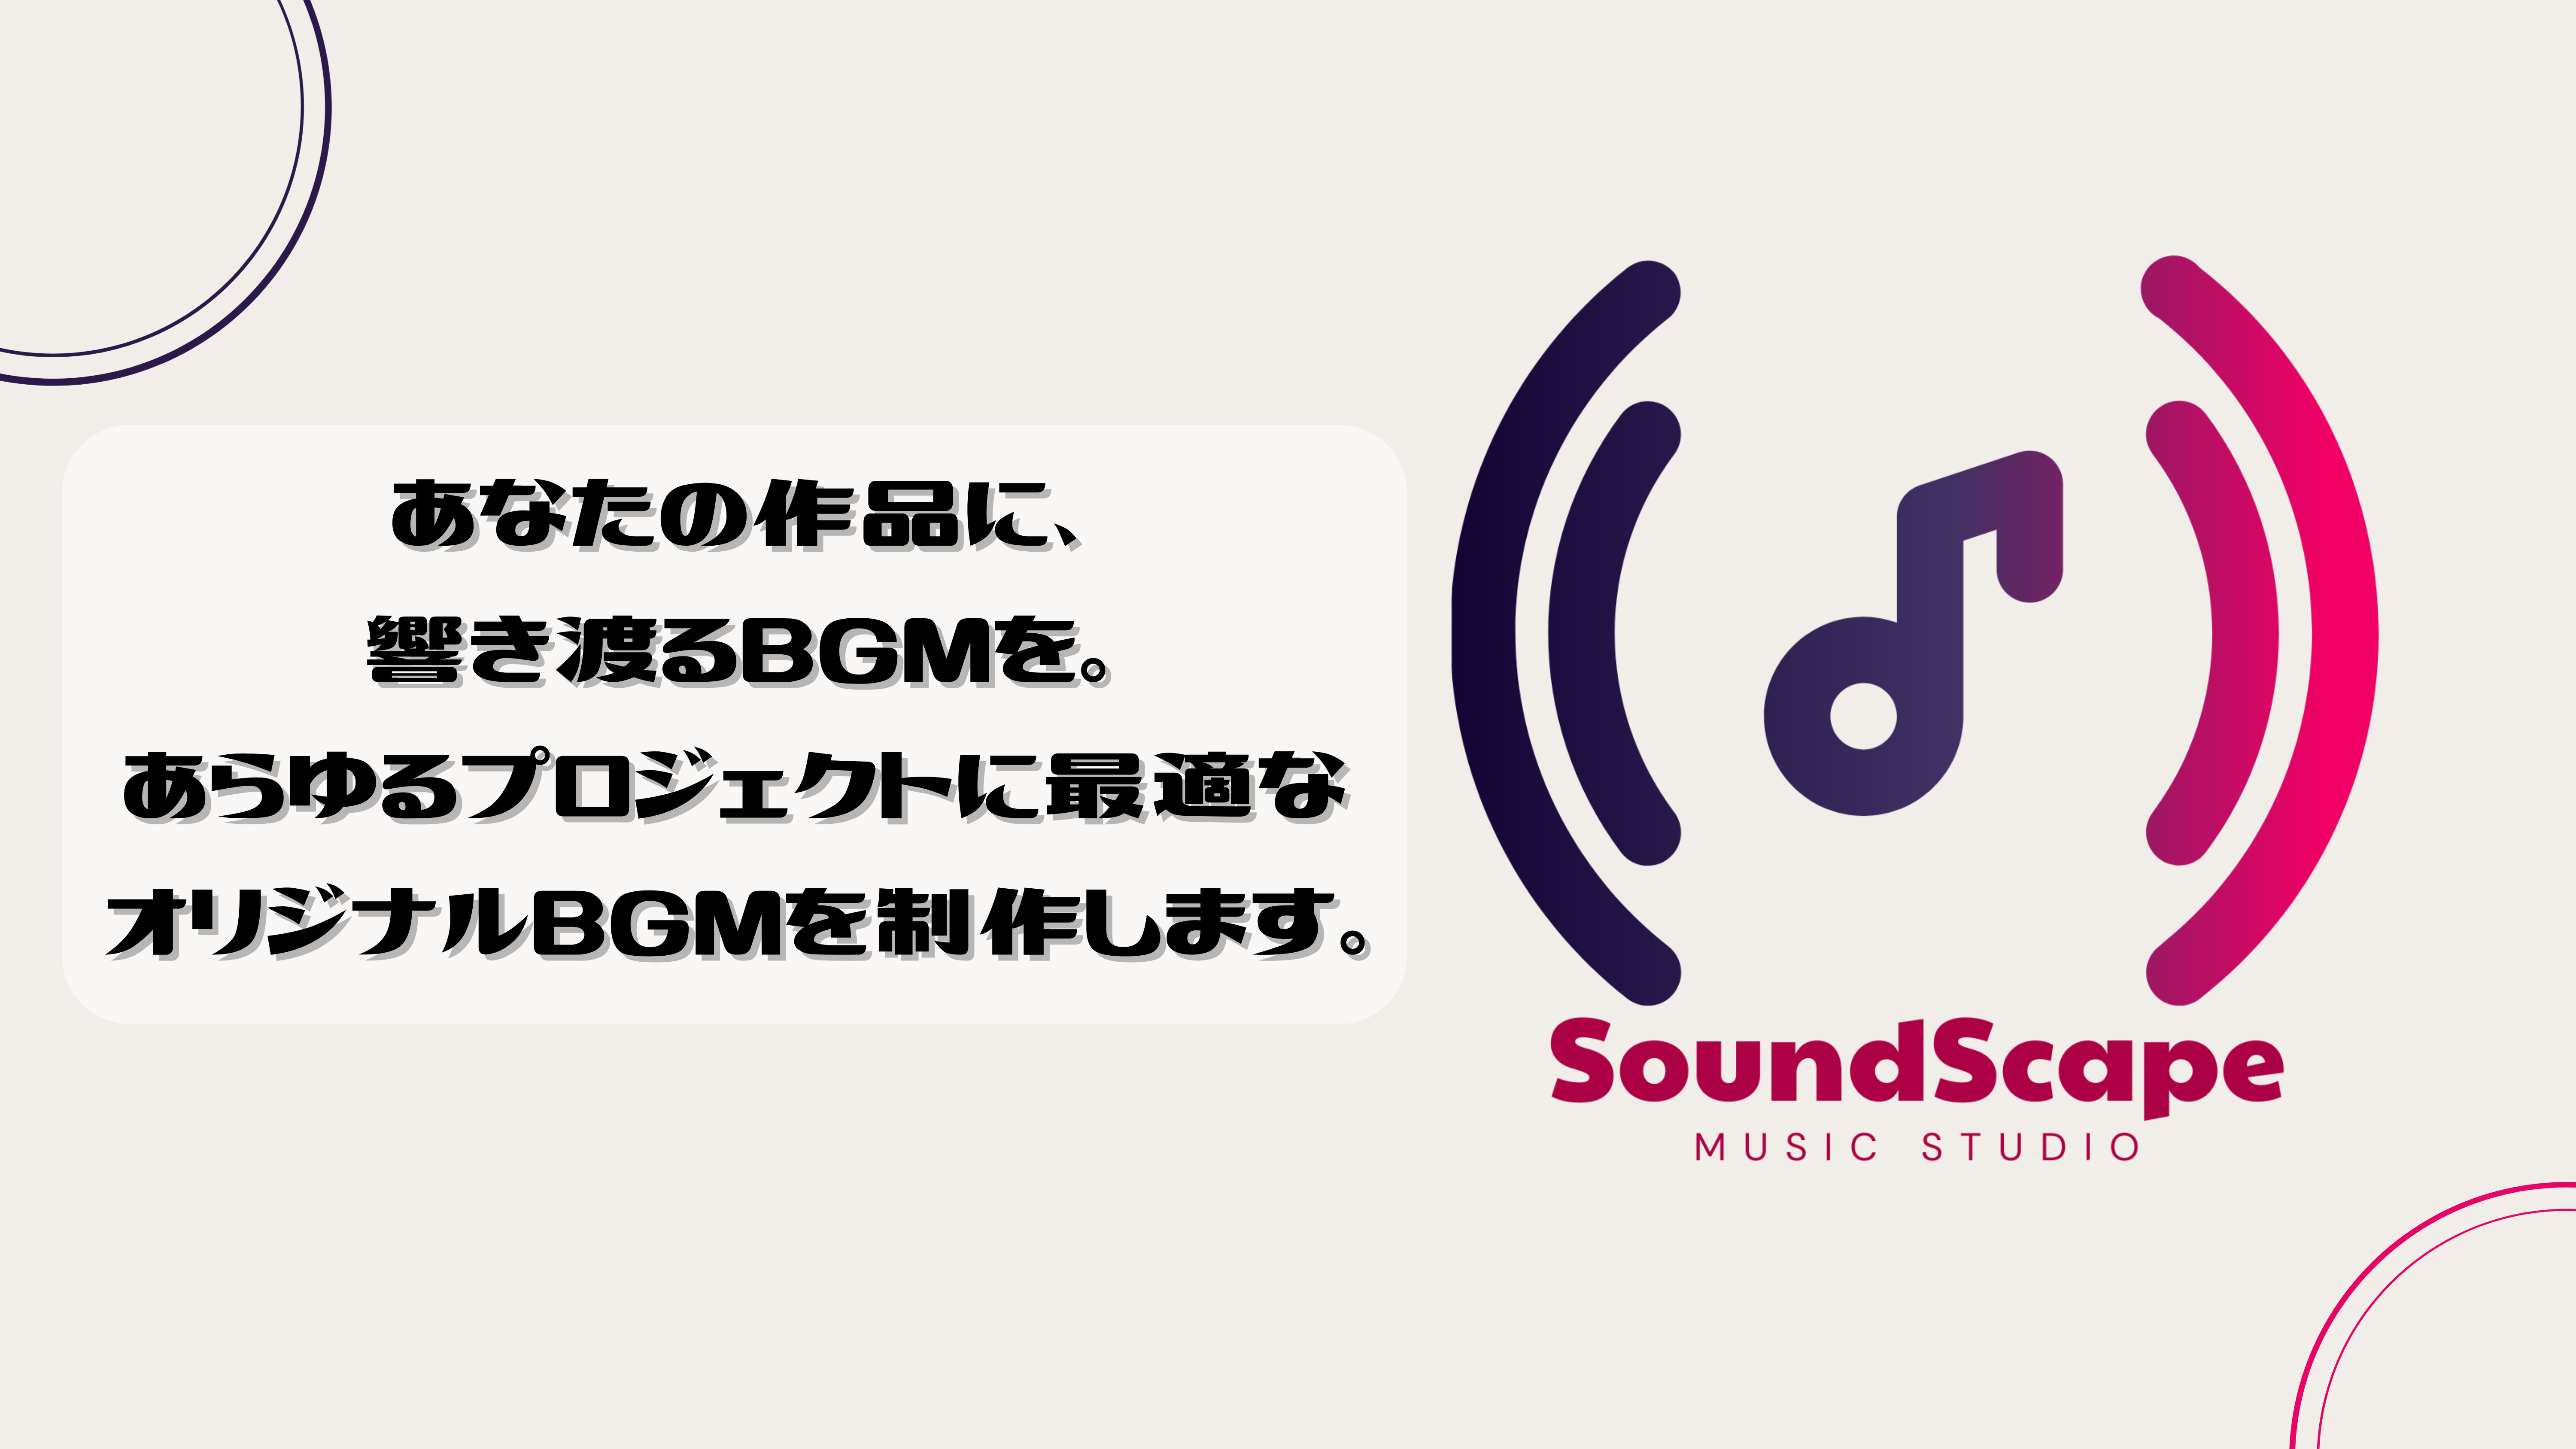 あなたの作品に、
響き渡るBGMを。
あらゆるプロジェクトに最適な
オリジナルBGMを制作します。
SoundScape
MUSIC STUDIO